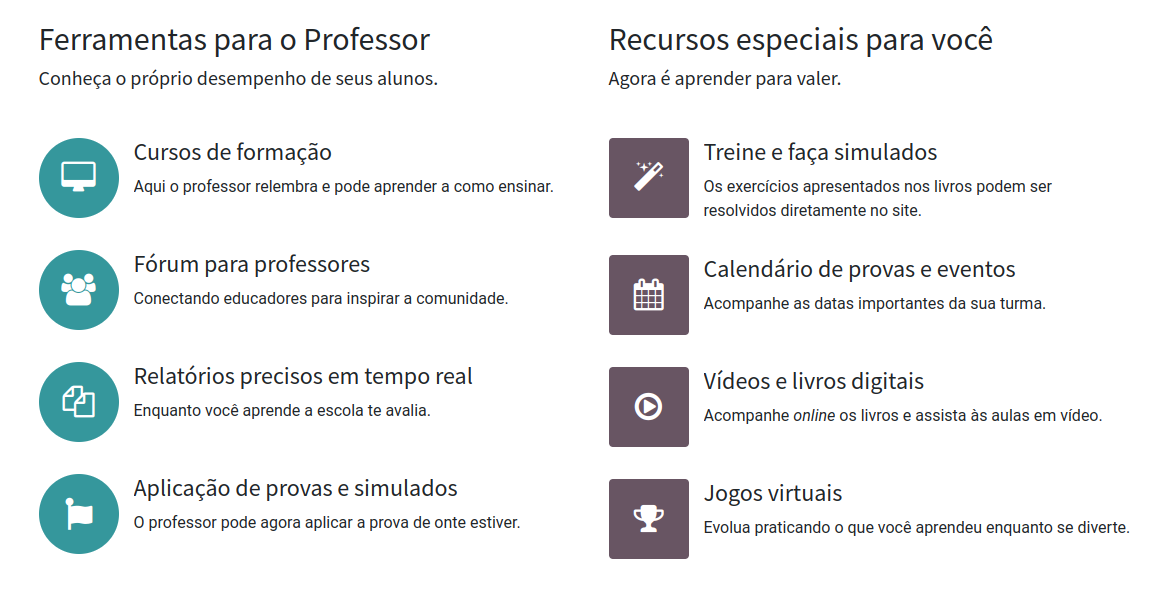 Ferramentas para o Professor
Conheça o próprio desempenho de seus alunos.
Cursos de formação
Aqui o professor relembra e pode aprender a como ensinar.
Fórum para professores
Conectando educadores para inspirar a comunidade.
Relatórios precisos em tempo real
Enquanto você aprende a escola te avalia.
Aplicação de provas e simulados
O professor pode agora aplicar a prova de onte estiver.
Recursos especiais para você
Agora é aprender para valer.
Treine e faça simulados
Os exercícios apresentados nos livros podem ser
resolvidos diretamente no site.
Calendário de provas e eventos
Acompanhe as datas importantes da sua turma.
Vídeos e livros digitais
Acompanhe online os livros e assista às aulas em vídeo.
Jogos virtuais
Evolua praticando o que você aprendeu enquanto se diverte.